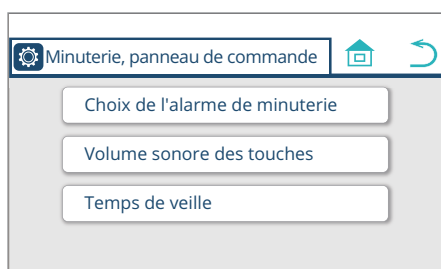 Minuterie, panneau de commande
Choix de l'alarme de minuterie
Volume sonore des touches
Temps de veille